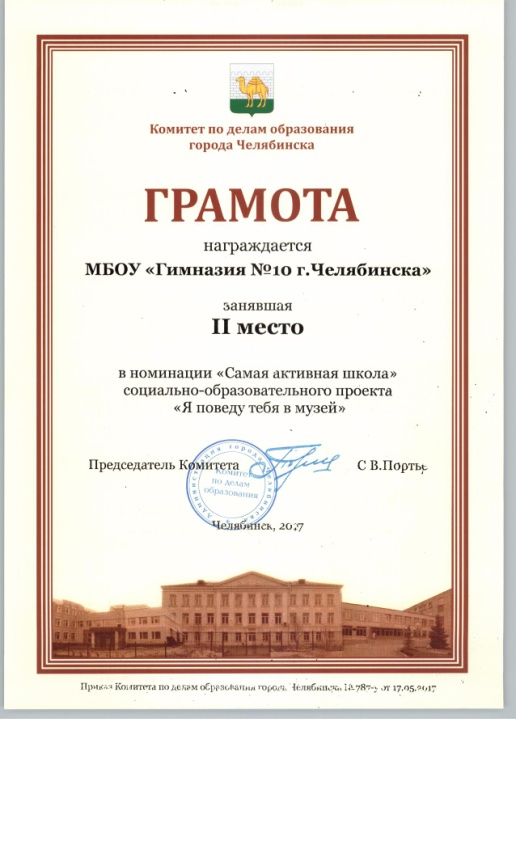 Комитет по делам образования
города Челябинска
ГРАМОТА
награждается
МБОУ «Гимназия №10 г.Челябинска»
занявшая
II место
в номинации «Самая активная школа»
социально-образовательного проекта
«Я поведу тебя в музей»
Председатель Комитета С В.Портье
Комитет
по делам
образования
Челябинск, 2017
Приказ Комитета по делам образования города Челябинска № 787-у от 17.05.2017